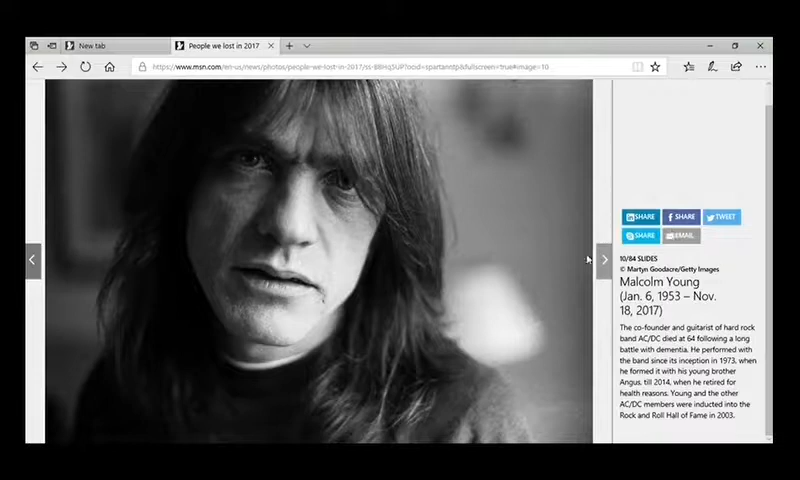 New tab
People we lost in 2017
https://www.msn.com/en-us/news/photos/people-we-lost-in-2017/ss-BBHq5UP?ocid=spartanntp&fullscreen=true#image=10
in SHARE
f SHARE
TWEET
SHARE
EMAIL
10/84 SLIDES
© Martyn Goodacre/Getty Images
Malcolm Young
(Jan. 6, 1953 – Nov.
18, 2017)
The co-founder and guitarist of hard rock
band AC/DC died at 64 following a long
battle with dementia. He performed with
the band since its inception in 1973, when
he formed it with his young brother
Angus, till 2014, when he retired for
health reasons. Young and the other
AC/DC members were inducted into the
Rock and Roll Hall of Fame in 2003.